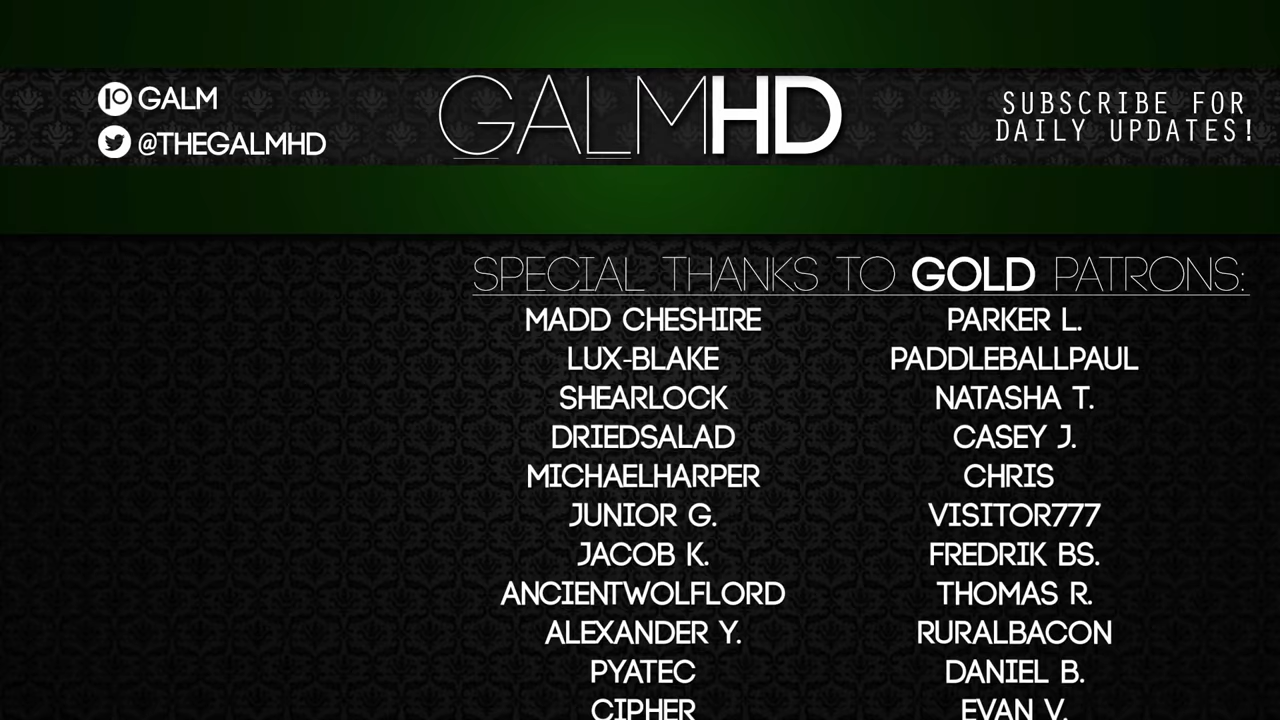 GALM
@THEGALMHD
GALMHD
SUBSCRIBE FOR
DAILY UPDATES!
SPECIAL THANKS TO GOLD PATRONS:
MADD CHESHIRE
LUX-BLAKE
SHEARLOCK
DRIEDSALAD
MICHAELHARPER
JUNIOR G.
JACOB K.
ANCIENTWOLFLORD
ALEXANDER Y.
PYATEC
CIPHER
PARKER L.
PADDLEBALLPAUL
NATASHA T.
CASEY J.
CHRIS
VISITOR777
FREDRIK BS.
THOMAS R.
RURALBACON
DANIEL B.
EVAN V.